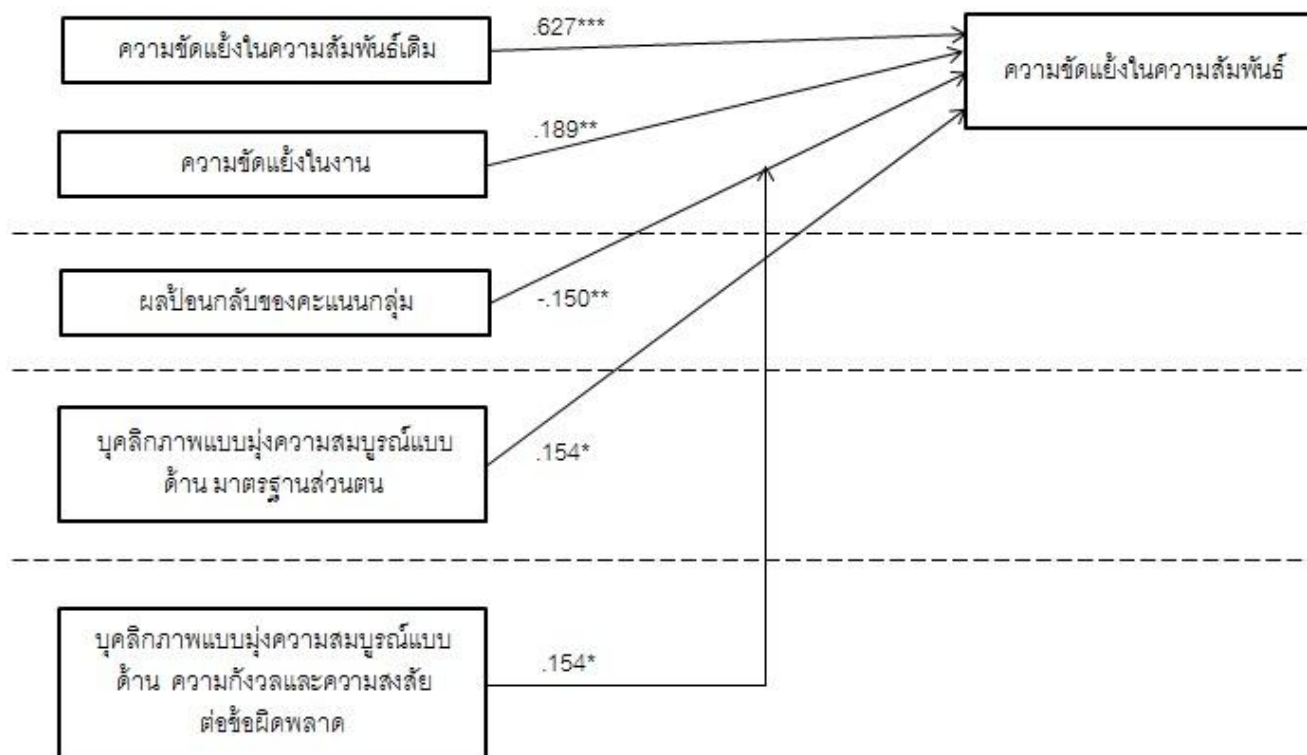 ความขัดแย้งในความสัมพันธ์เดิม
.627***
ความขัดแย้งในความสัมพันธ์
.189**
ความขัดแย้งในงาน
ผลป้อนกลับของคะแนนกลุ่ม
-.150**
บุคลิกภาพแบบมุ่งความสมบูรณ์แบบ
ด้าน มาตรฐานส่วนตน
.154*
บุคลิกภาพแบบมุ่งความสมบูรณ์แบบ
ด้าน ความกังวลและความสงสัย
ต่อข้อผิดพลาด
.154*